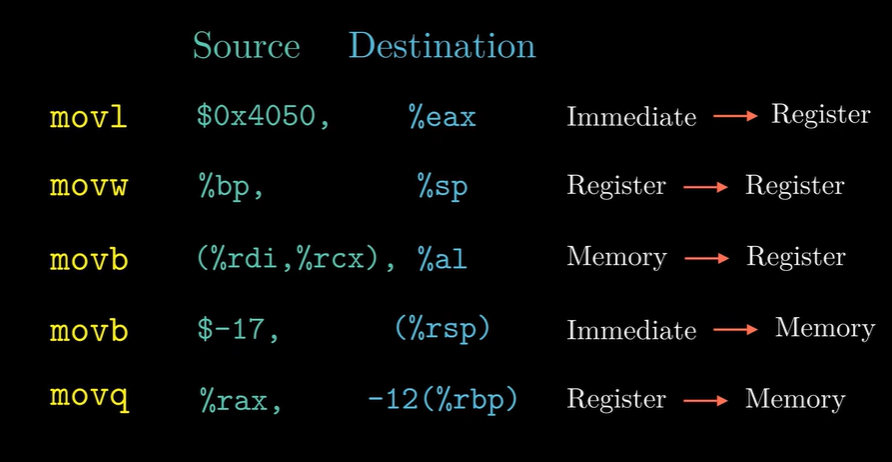 Source Destination
movl $0x4050, %eax Immediate → Register
movw %bp, %sp Register → Register
movb (%rdi,%rcx), %al Memory → Register
movb $-17, (%rsp) Immediate → Memory
movq %rax, -12(%rbp) Register → Memory